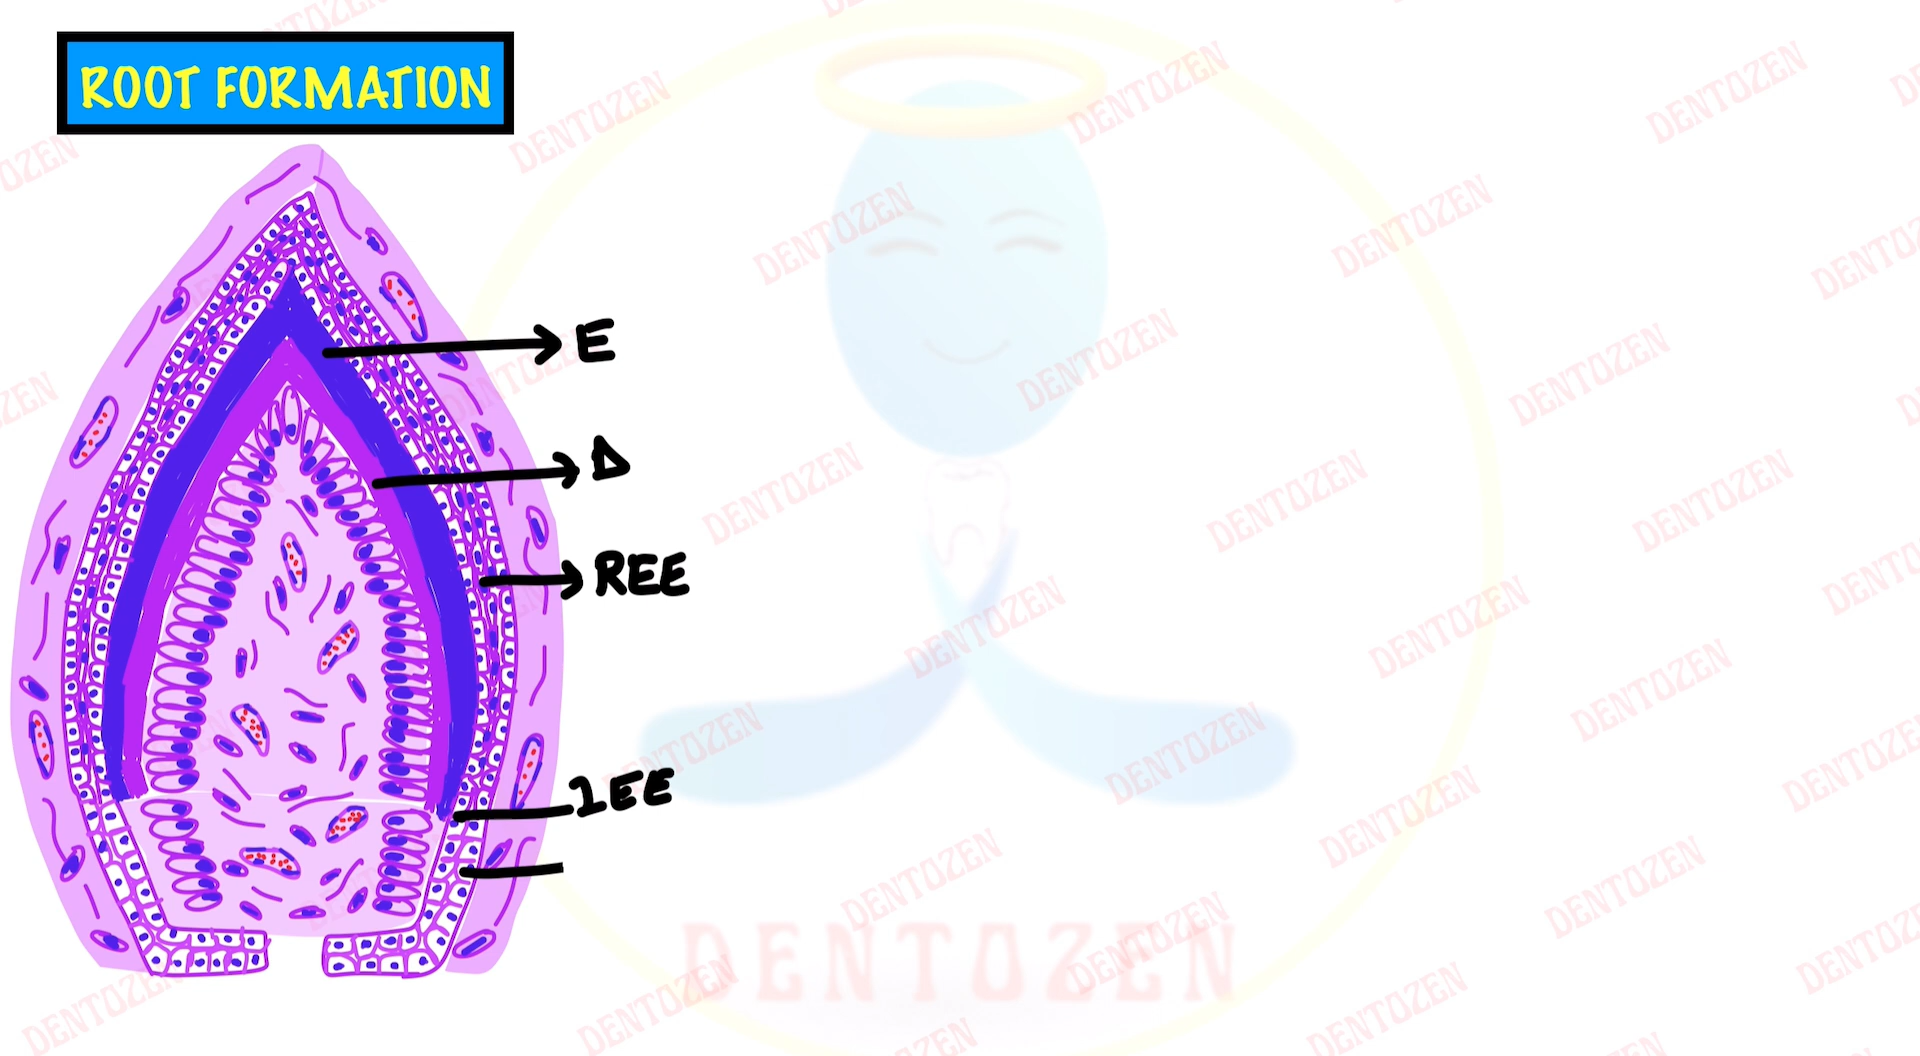 ROOT FORMATION
E
D
REE
IEE
DENTOZEN